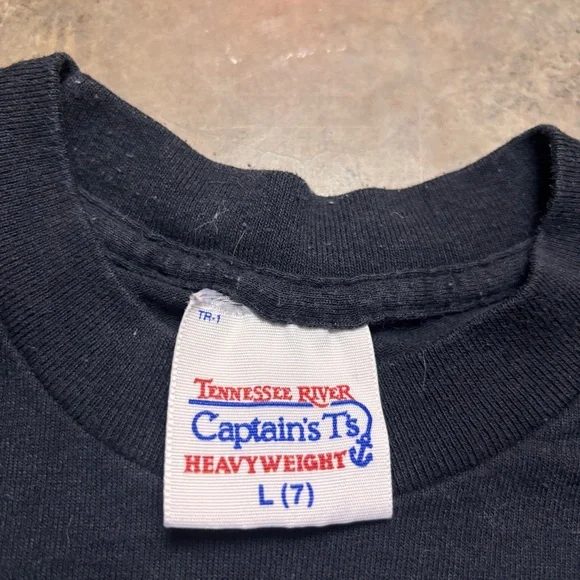 TR-1
TENNESSEE RIVER
Captain's T's
HEAVYWEIGHT
L (7)